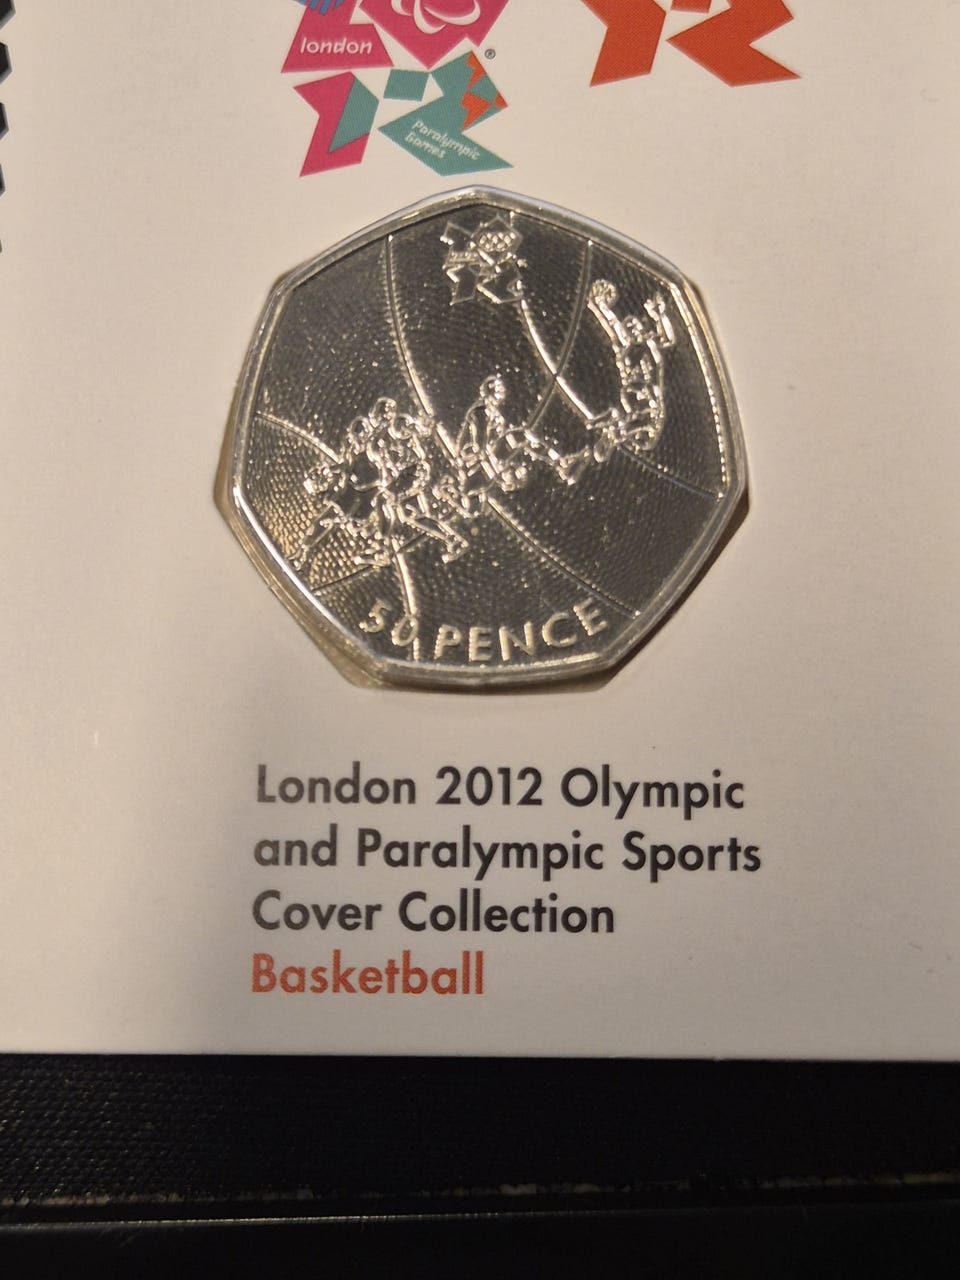 london
®
Paralympic
Games
50 PENCE
London 2012 Olympic
and Paralympic Sports
Cover Collection
Basketball